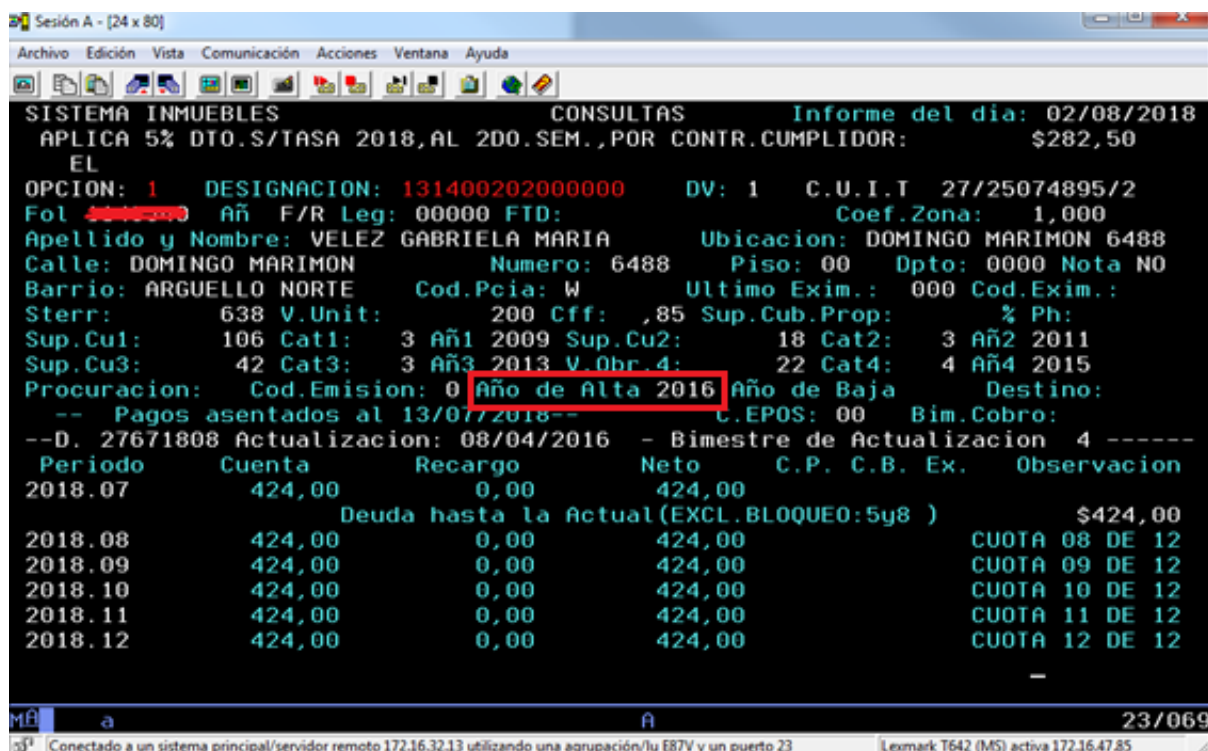 Sesión A - [24 x 80]
Archivo Edición Vista Comunicación Acciones Ventana Ayuda
SISTEMA INMUEBLES CONSULTAS Informe del dia: 02/08/2018
APLICA 5% DTO.S/TASA 2018,AL 2DO.SEM.,POR CONTR.CUMPLIDOR: $282,50
EL
OPCION: 1 DESIGNACION: 131400202000000 DV: 1 C.U.I.T 27/25074895/2
Fol Añ F/R Leg: 00000 FTD: Coef.Zona: 1,000
Apellido y Nombre: VELEZ GABRIELA MARIA Ubicacion: DOMINGO MARIMON 6488
Calle: DOMINGO MARIMON Numero: 6488 Piso: 00 Dpto: 0000 Nota NO
Barrio: ARGUELLO NORTE Cod.Pcia: W Ultimo Exim.: 000 Cod.Exim.:
Sterr: 638 V.Unit: 200 Cff: ,85 Sup.Cub.Prop: % Ph:
Sup.Cu1: 106 Cat1: 3 Añ1 2009 Sup.Cu2: 18 Cat2: 3 Añ2 2011
Sup.Cu3: 42 Cat3: 3 Añ3 2013 V.Obr.4: 22 Cat4: 4 Añ4 2015
Procuracion: Cod.Emision: 0 Año de Alta 2016 Año de Baja Destino:
-- Pagos asentados al 13/07/2018-- C.EPOS: 00 Bim.Cobro:
--D. 27671808 Actualizacion: 08/04/2016 - Bimestre de Actualizacion 4 ------
Periodo Cuenta Recargo Neto C.P. C.B. Ex. Observacion
2018.07 424,00 0,00 424,00
Deuda hasta la Actual(EXCL.BLOQUEO:5y8 ) $424,00
2018.08 424,00 0,00 424,00 CUOTA 08 DE 12
2018.09 424,00 0,00 424,00 CUOTA 09 DE 12
2018.10 424,00 0,00 424,00 CUOTA 10 DE 12
2018.11 424,00 0,00 424,00 CUOTA 11 DE 12
2018.12 424,00 0,00 424,00 CUOTA 12 DE 12
MA a A 23/069
Conectado a un sistema principal/servidor remoto 172.16.32.13 utilizando una agrupación/lu E87V y un puerto 23 Lexmark T642 (MS) activa 172.16.47.85